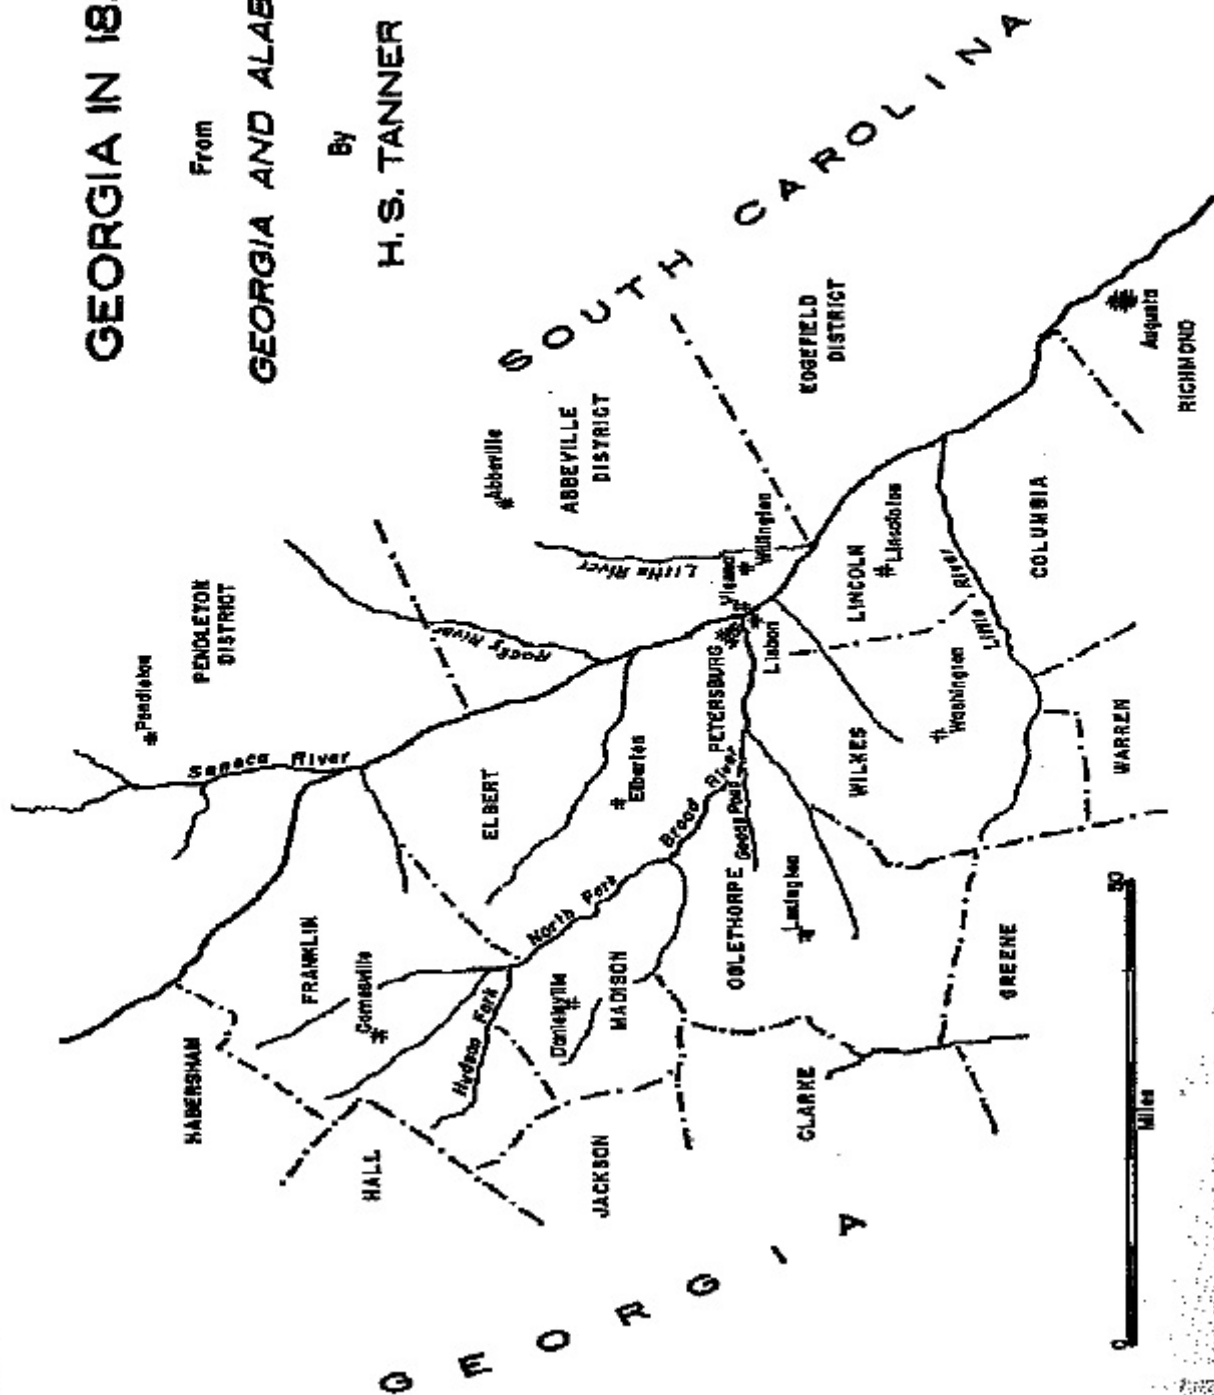 GEORGIA IN 18
From
GEORGIA AND ALAB
By
H. S. TANNER
SOUTH CAROLINA
GEORGIA
PENDLETON
DISTRICT
Pendleton
Seneca River
Rocky River
Little River
Abbeville
ABBEVILLE
DISTRICT
EDGEFIELD
DISTRICT
Willington
Vienna
Lisbon
PETERSBURG
ELBERT
Elberton
Broad River
North Fork
Hudson Fork
FRANKLIN
Carnesville
HABERSHAM
HALL
JACKSON
Danielsville
MADISON
OGLETHORPE
Lexington
CLARKE
GREENE
WILKES
Washington
LINCOLN
Lincolnton
Little River
COLUMBIA
WARREN
RICHMOND
Augusta
0
50
Miles